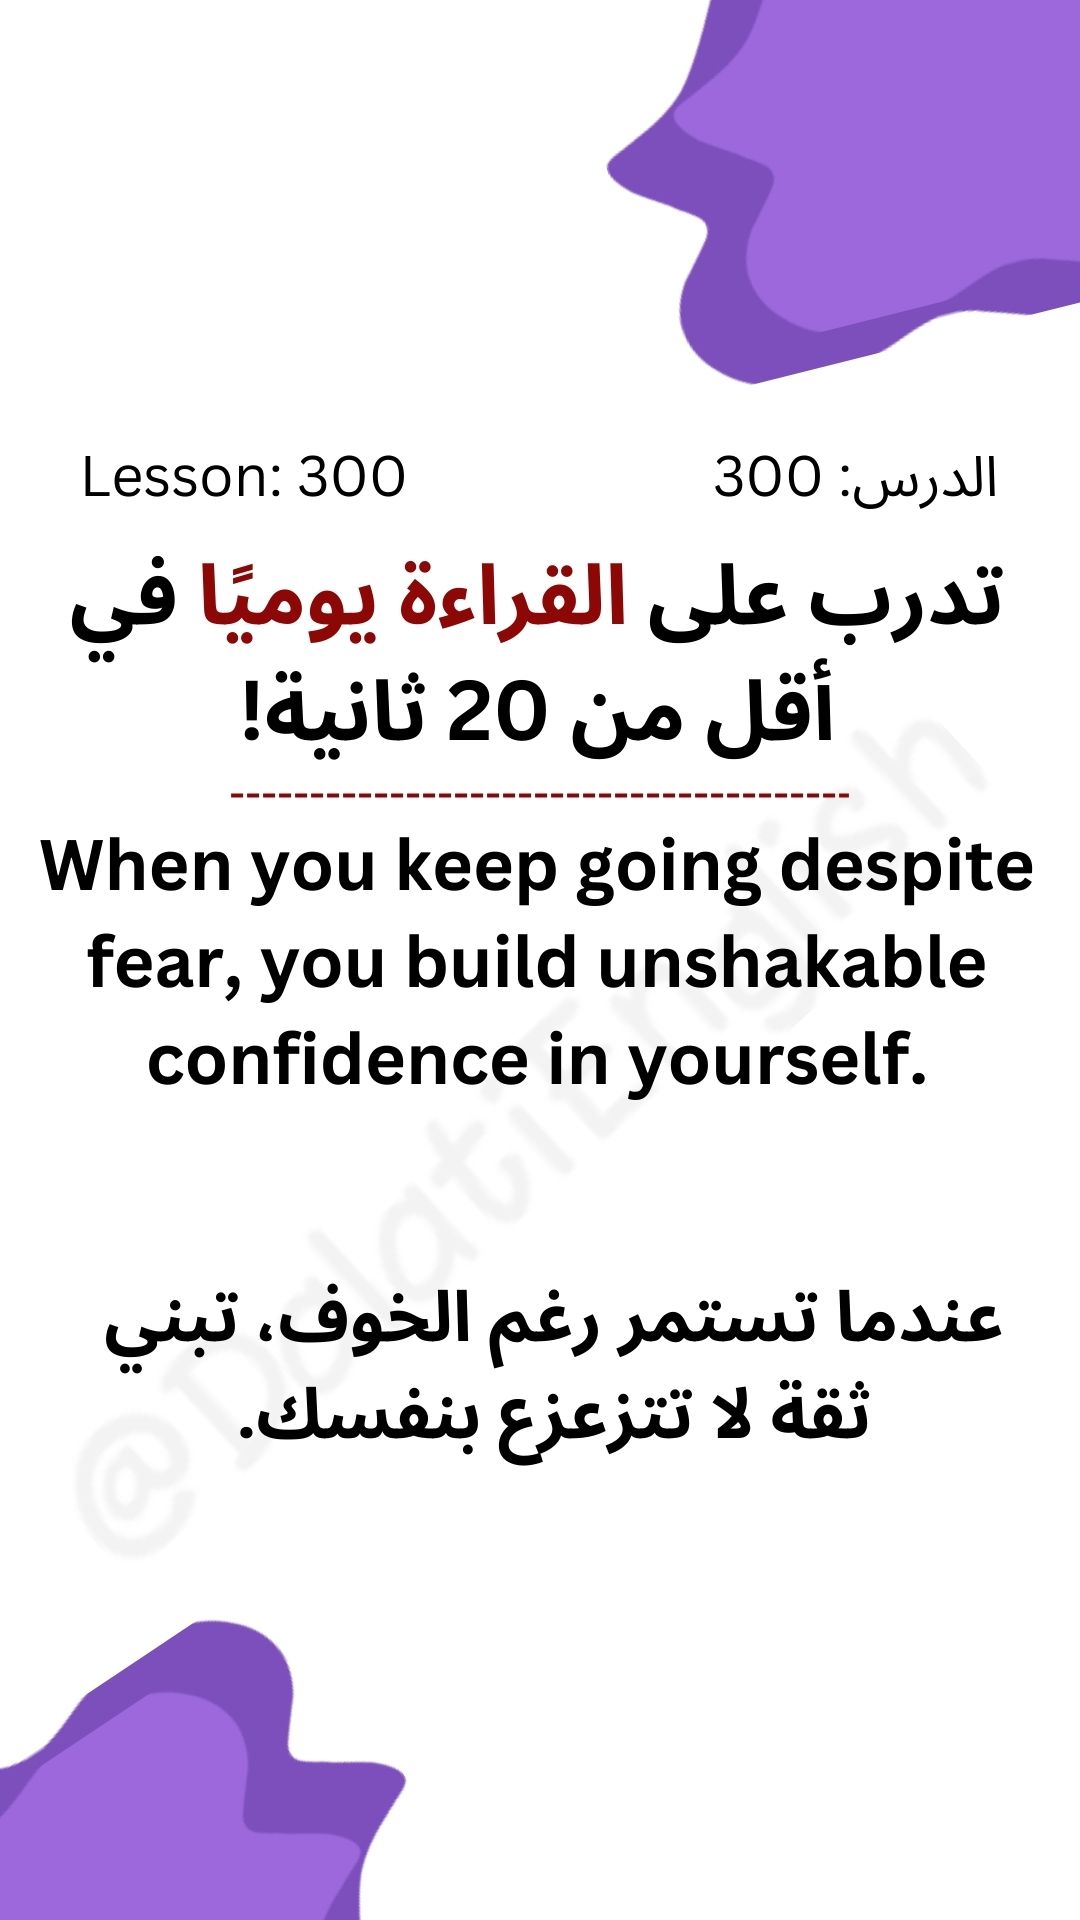 Lesson: 300
الدرس: 300
تدرب على القراءة يوميًا في
أقل من 20 ثانية!
When you keep going despite
fear, you build unshakable
confidence in yourself.
عندما تستمر رغم الخوف، تبني
ثقة لا تتزعزع بنفسك.
@DalatiEnglish